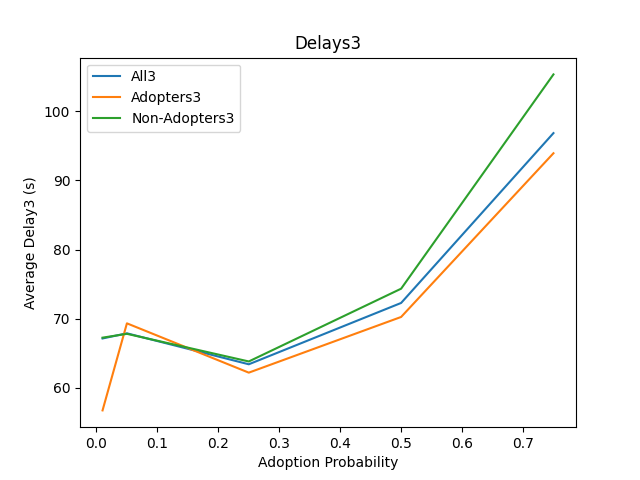 Delays3
All3
Adopters3
Non-Adopters3
Average Delay3 (s)
100
90
80
70
60
0.0 0.1 0.2 0.3 0.4 0.5 0.6 0.7
Adoption Probability